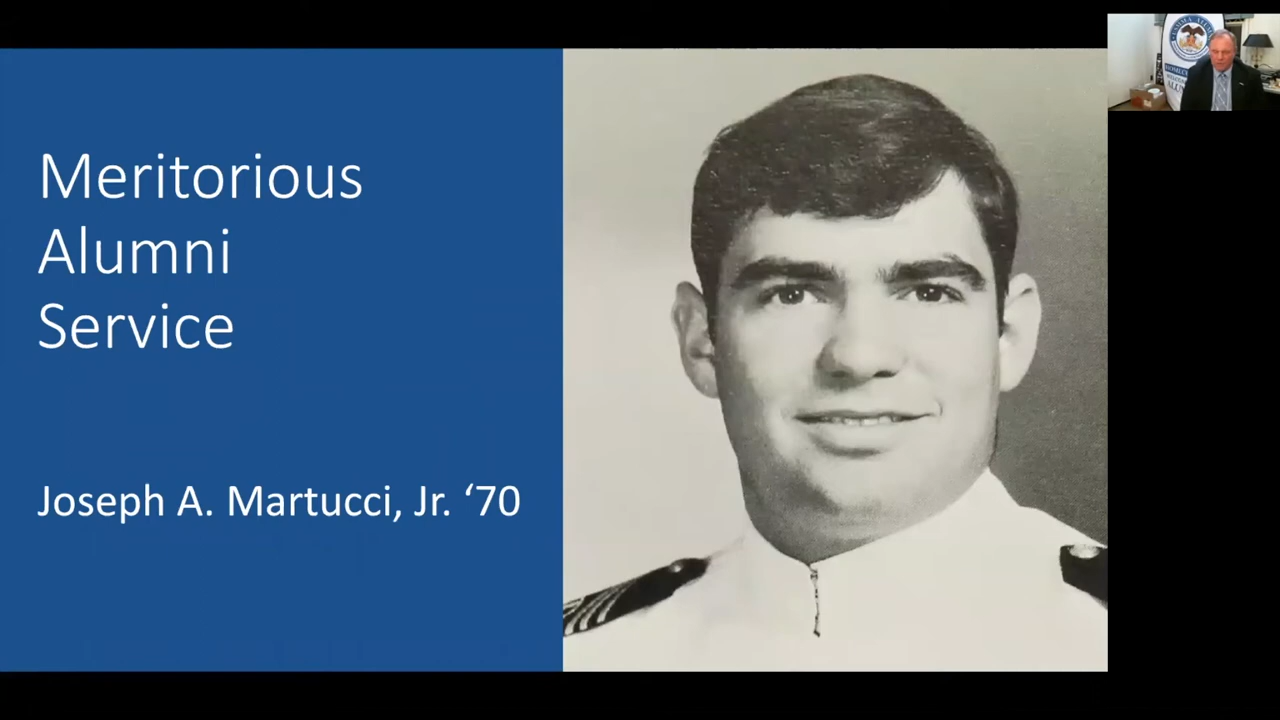 Meritorious
Alumni
Service
Joseph A. Martucci, Jr. ‘70